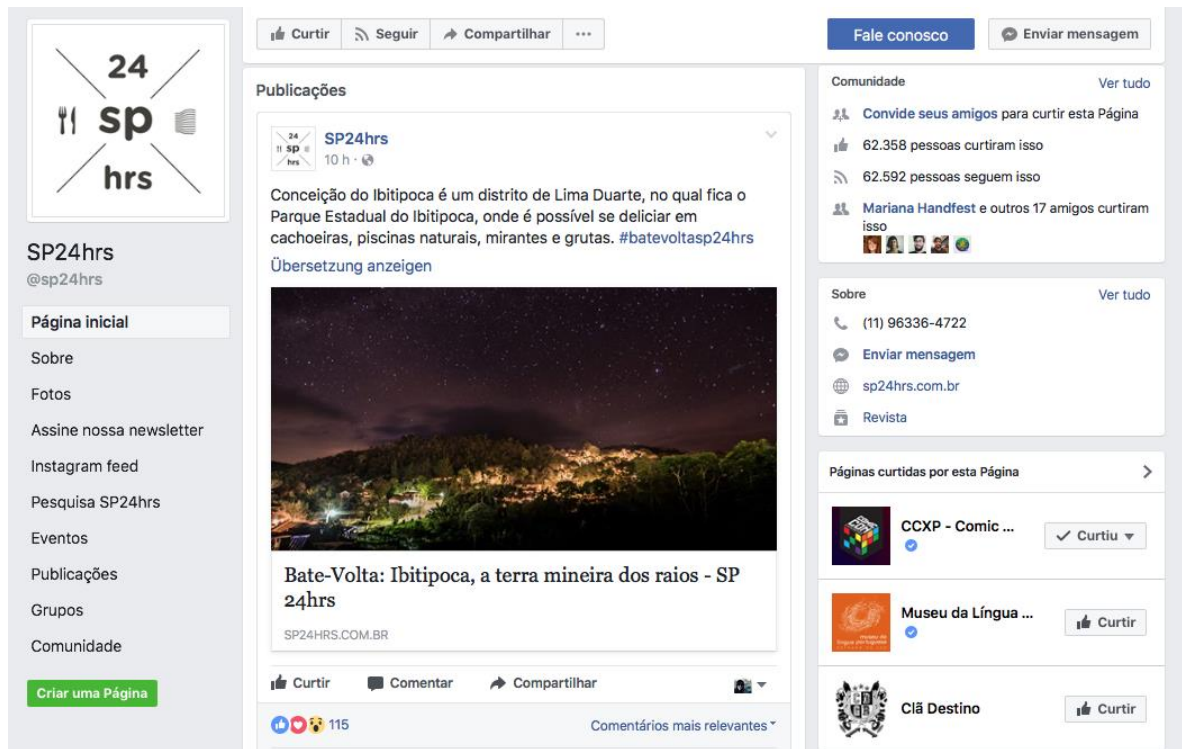 24
sp
hrs
SP24hrs
@sp24hrs
Página inicial
Sobre
Fotos
Assine nossa newsletter
Instagram feed
Pesquisa SP24hrs
Eventos
Publicações
Grupos
Comunidade
Criar uma Página
Curtir Seguir Compartilhar ...
Publicações
24
sp
hrs
SP24hrs
10 h ·
Conceição do Ibitipoca é um distrito de Lima Duarte, no qual fica o
Parque Estadual do Ibitipoca, onde é possível se deliciar em
cachoeiras, piscinas naturais, mirantes e grutas. #batevoltasp24hrs
Übersetzung anzeigen
Bate-Volta: Ibitipoca, a terra mineira dos raios - SP
24hrs
SP24HRS.COM.BR
Curtir Comentar Compartilhar
115 Comentários mais relevantes
Fale conosco Enviar mensagem
Comunidade Ver tudo
Convide seus amigos para curtir esta Página
62.358 pessoas curtiram isso
62.592 pessoas seguem isso
Mariana Handfest e outros 17 amigos curtiram
isso
Sobre Ver tudo
(11) 96336-4722
Enviar mensagem
sp24hrs.com.br
Revista
Páginas curtidas por esta Página
CCXP - Comic ... Curtiu
Museu da Língua ... Curtir
museu da
língua portuguesa
Clã Destino Curtir